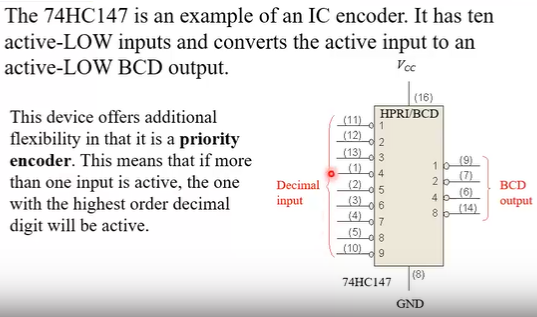 The 74HC147 is an example of an IC encoder. It has ten
active-LOW inputs and converts the active input to an
active-LOW BCD output.
This device offers additional
flexibility in that it is a priority
encoder. This means that if more
than one input is active, the one
with the highest order decimal
digit will be active.
VCC
(16)
HPRI/BCD
Decimal
input
(11) 1
(12) 2
(13) 3
(1) 4
(2) 5
(3) 6
(4) 7
(5) 8
(10) 9
1 (9)
2 (7)
4 (6)
8 (14)
BCD
output
(8)
74HC147
GND